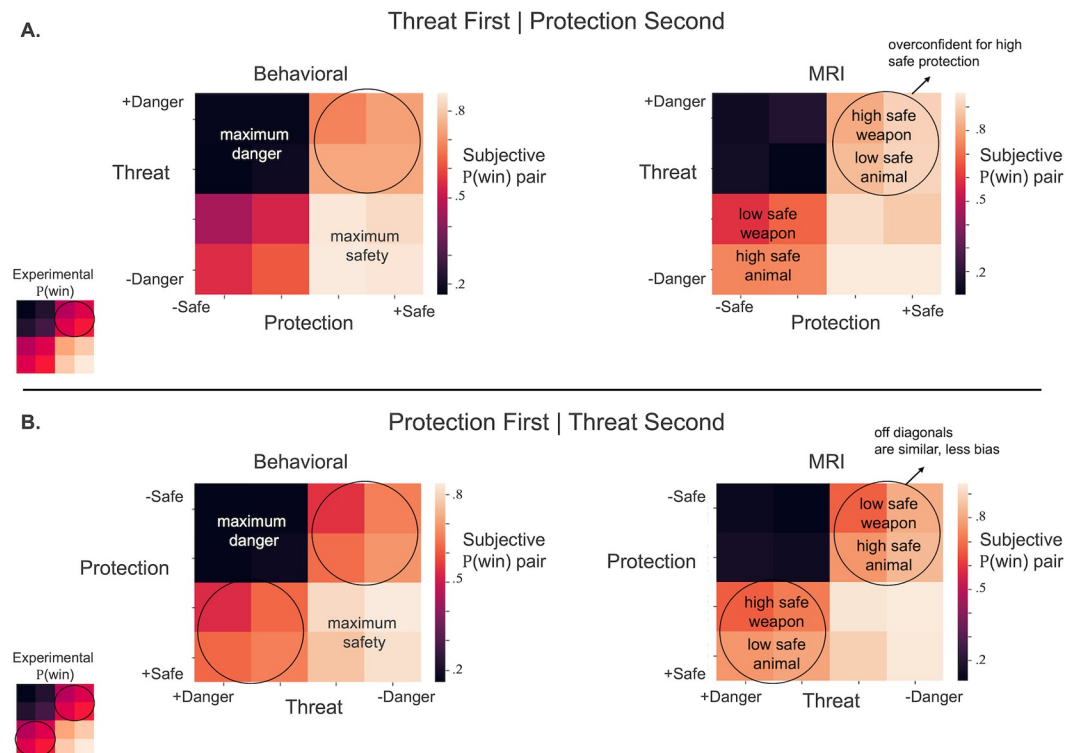 A.
Threat First | Protection Second
overconfident for high
safe protection
Behavioral
MRI
+Danger
Threat
-Danger
maximum
danger
maximum
safety
-Safe
+Safe
Protection
.8
.5
.2
Subjective
P(win) pair
+Danger
Threat
-Danger
high safe
weapon
low safe
animal
low safe
weapon
high safe
animal
-Safe
+Safe
Protection
.8
.5
.2
Subjective
P(win) pair
Experimental
P(win)
B.
Protection First | Threat Second
off diagonals
are similar, less bias
Behavioral
MRI
-Safe
Protection
+Safe
maximum
danger
maximum
safety
+Danger
-Danger
Threat
.8
.5
.2
Subjective
P(win) pair
-Safe
Protection
+Safe
low safe
weapon
high safe
animal
high safe
weapon
low safe
animal
+Danger
-Danger
Threat
.8
.5
.2
Subjective
P(win) pair
Experimental
P(win)